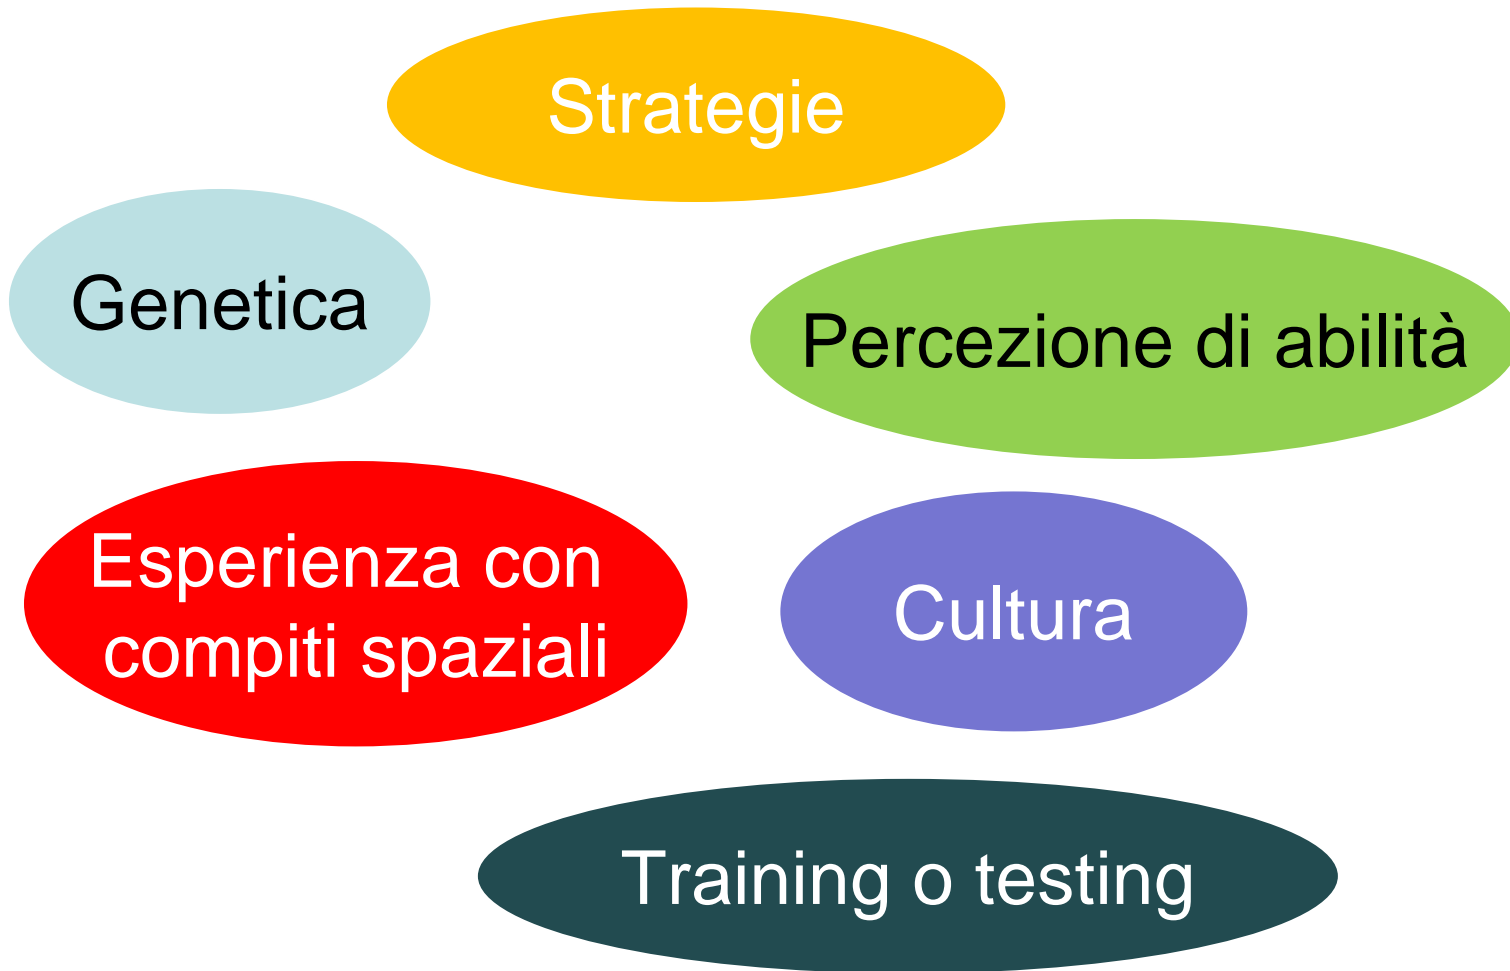 Strategie
Genetica
Percezione di abilità
Esperienza con
compiti spaziali
Cultura
Training o testing